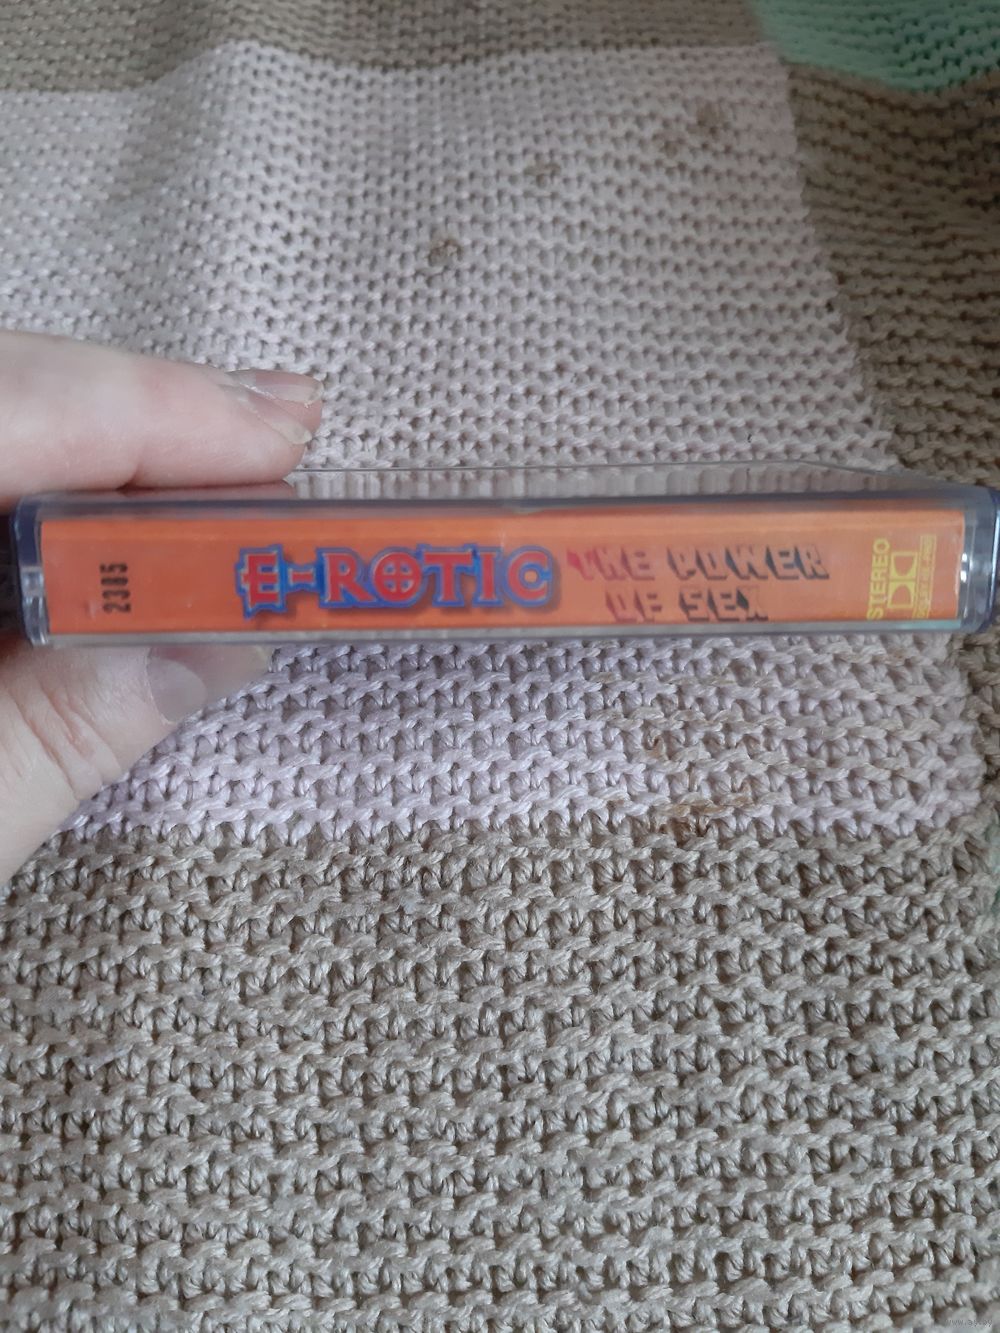 2385
E-ROTIC
THE POWER
OF SEX
STEREO